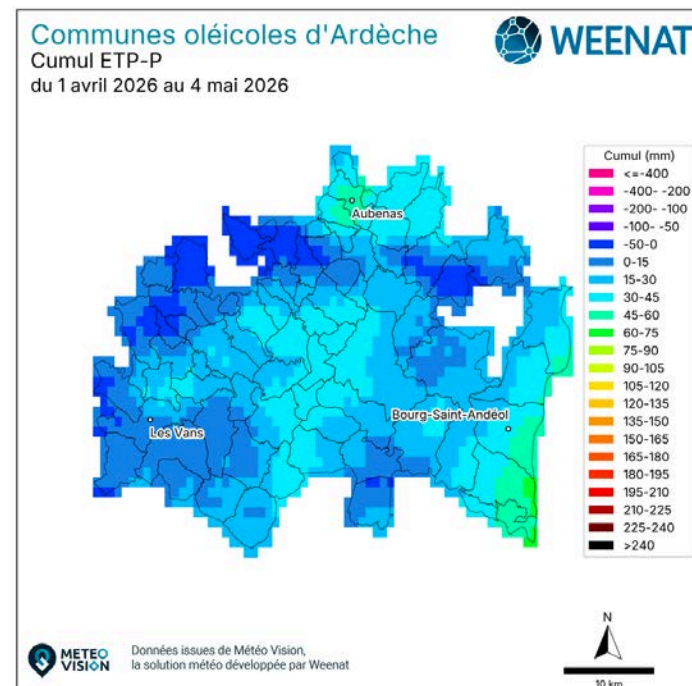 Communes oléicoles d'Ardèche
Cumul ETP-P
du 1 avril 2026 au 4 mai 2026
WEENAT
Cumul (mm)
<=-400
-400- -200
-200- -100
-100- -50
-50-0
0-15
15-30
30-45
45-60
60-75
75-90
90-105
105-120
120-135
135-150
150-165
165-180
180-195
195-210
210-225
225-240
>240
Aubenas
Bourg-Saint-Andéol
Les Vans
METEO
VISION
Données issues de Météo Vision,
la solution météo développée par Weenat
N
10 km